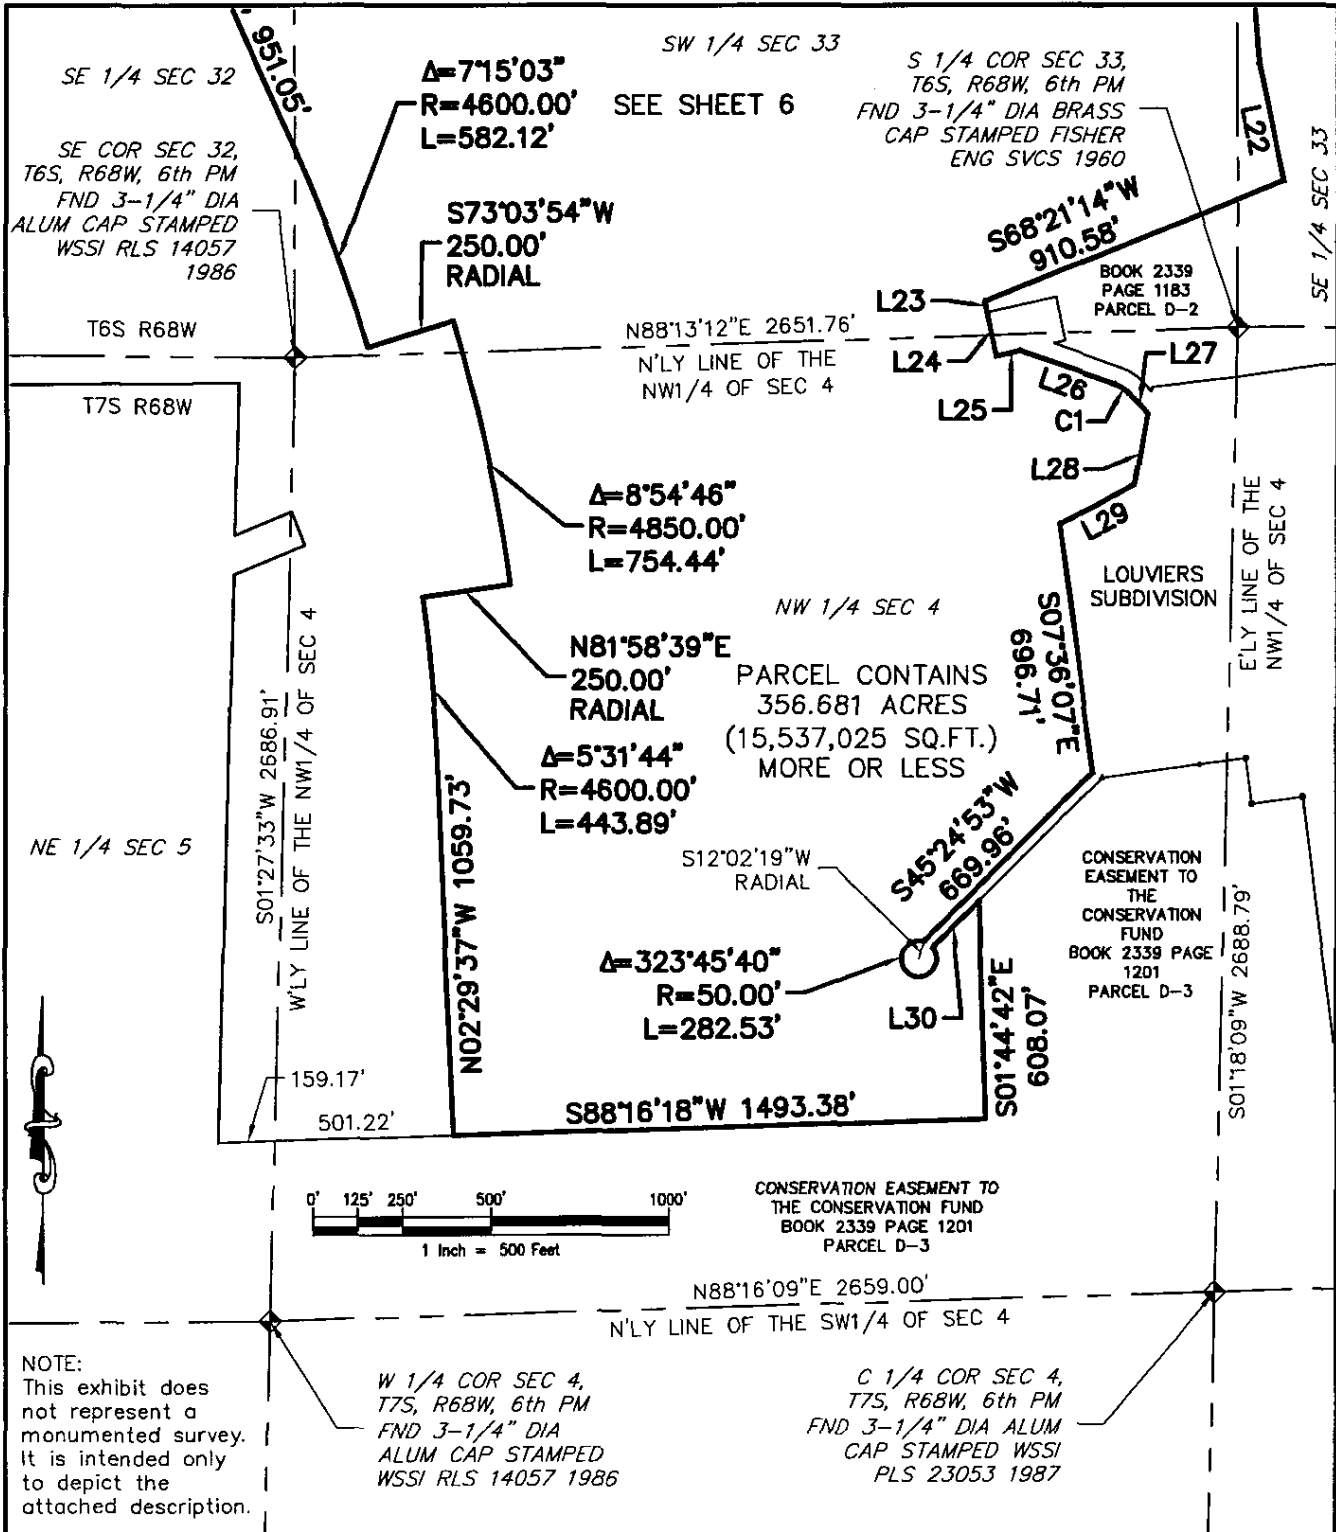 951.05'
SE 1/4 SEC 32
Δ=7°15'03"
R=4600.00'
L=582.12'
SW 1/4 SEC 33
SEE SHEET 6
S 1/4 COR SEC 33,
T6S, R68W, 6th PM
FND 3-1/4" DIA BRASS
CAP STAMPED FISHER
ENG SVCS 1960
L22
SE 1/4 SEC 33
SE COR SEC 32,
T6S, R68W, 6th PM
FND 3-1/4" DIA
ALUM CAP STAMPED
WSSI RLS 14057
1986
S73°03'54"W
250.00'
RADIAL
S68°21'14"W
910.58'
BOOK 2339
PAGE 1183
PARCEL D-2
L23
T6S R68W
N88°13'12"E 2651.76'
N'LY LINE OF THE
NW1/4 OF SEC 4
L24
L27
T7S R68W
L26
L25
C1
L28
L29
Δ=8°54'46"
R=4850.00'
L=754.44'
E'LY LINE OF THE
NW1/4 OF SEC 4
LOUVIERS
SUBDIVISION
NW 1/4 SEC 4
S07°36'07"E
696.71'
N81°58'39"E
250.00'
RADIAL
PARCEL CONTAINS
356.681 ACRES
(15,537,025 SQ.FT.)
MORE OR LESS
S01°27'33"W 2686.91'
W'LY LINE OF THE NW1/4 OF SEC 4
Δ=5°31'44"
R=4600.00'
L=443.89'
NE 1/4 SEC 5
N02°29'37"W 1059.73'
S12°02'19"W
RADIAL
S45°24'53"W
669.96'
CONSERVATION
EASEMENT TO
THE
CONSERVATION
FUND
BOOK 2339 PAGE
1201
PARCEL D-3
S01°18'09"W 2688.79'
Δ=323°45'40"
R=50.00'
L=282.53'
L30
S01°44'42"E
608.07'
159.17'
501.22'
S88°16'18"W 1493.38'
0' 125' 250' 500' 1000'
1 Inch = 500 Feet
CONSERVATION EASEMENT TO
THE CONSERVATION FUND
BOOK 2339 PAGE 1201
PARCEL D-3
N88°16'09"E 2659.00'
N'LY LINE OF THE SW1/4 OF SEC 4
NOTE:
This exhibit does
not represent a
monumented survey.
It is intended only
to depict the
attached description.
W 1/4 COR SEC 4,
T7S, R68W, 6th PM
FND 3-1/4" DIA
ALUM CAP STAMPED
WSSI RLS 14057 1986
C 1/4 COR SEC 4,
T7S, R68W, 6th PM
FND 3-1/4" DIA ALUM
CAP STAMPED WSSI
PLS 23053 1987